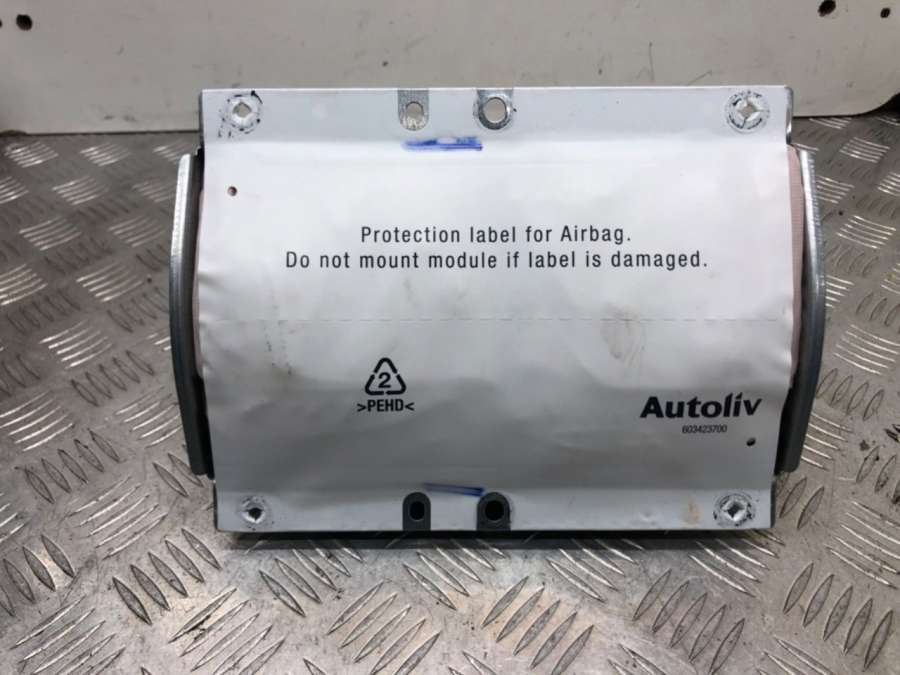 Protection label for Airbag.
Do not mount module if label is damaged.
2
>PEHD<
Autoliv
603423700